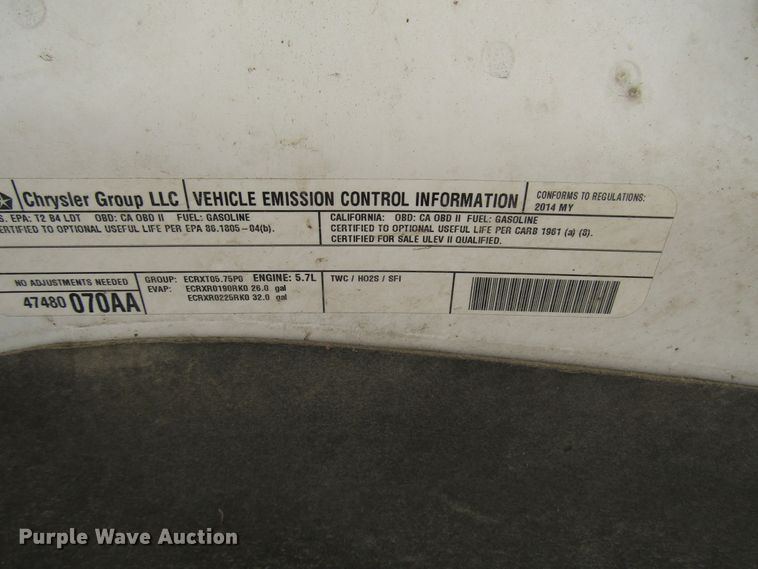 Chrysler Group LLC VEHICLE EMISSION CONTROL INFORMATION CONFORMS TO REGULATIONS:
2014 MY
S. EPA: T2 B4 LDT OBD: CA OBD II FUEL: GASOLINE
ERTIFIED TO OPTIONAL USEFUL LIFE PER EPA 86.1805-04(b).
CALIFORNIA: OBD: CA OBD II FUEL: GASOLINE
CERTIFIED TO OPTIONAL USEFUL LIFE PER CARB 1961 (a) (8).
CERTIFIED FOR SALE ULEV II QUALIFIED.
NO ADJUSTMENTS NEEDED
47480 070AA
GROUP: ECRXT05.75P0 ENGINE: 5.7L
EVAP: ECRXR0190RK0 26.0 gal
ECRXR0225RK0 32.0 gal
TWC / HO2S / SFI
Purple Wave Auction